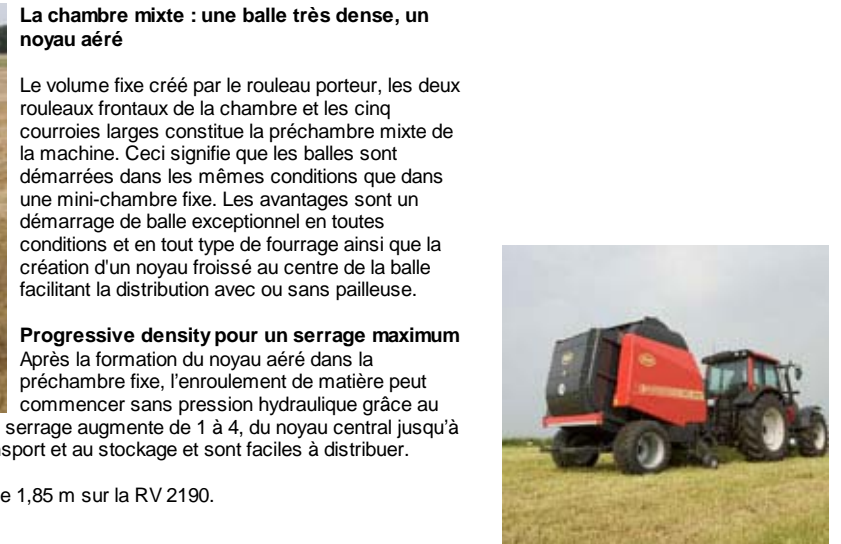 La chambre mixte : une balle très dense, un
noyau aéré
Le volume fixe créé par le rouleau porteur, les deux
rouleaux frontaux de la chambre et les cinq
courroies larges constitue la préchambre mixte de
la machine. Ceci signifie que les balles sont
démarrées dans les mêmes conditions que dans
une mini-chambre fixe. Les avantages sont un
démarrage de balle exceptionnel en toutes
conditions et en tout type de fourrage ainsi que la
création d'un noyau froissé au centre de la balle
facilitant la distribution avec ou sans pailleuse.
Progressive density pour un serrage maximum
Après la formation du noyau aéré dans la
préchambre fixe, l'enroulement de matière peut
commencer sans pression hydraulique grâce au
serrage augmente de 1 à 4, du noyau central jusqu'à
et au stockage et sont faciles à distribuer.
1,85 m sur la RV 2190.